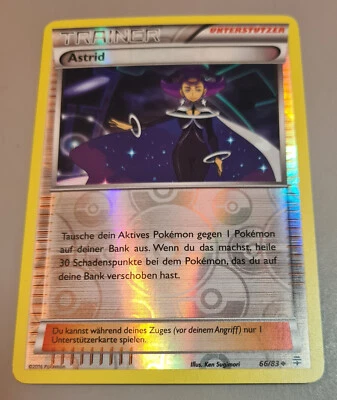 TRAINER
UNTERSTÜTZER
Astrid
Tausche dein Aktives Pokémon gegen 1 Pokémon
auf deiner Bank aus. Wenn du das machst, heile
30 Schadenspunkte bei dem Pokémon, das du auf
deine Bank verschoben hast.
Du kannst während deines Zuges (vor deinem Angriff) nur 1
Unterstützerkarte spielen.
©2016 Pokémon
Illus. Ken Sugimori
66/83